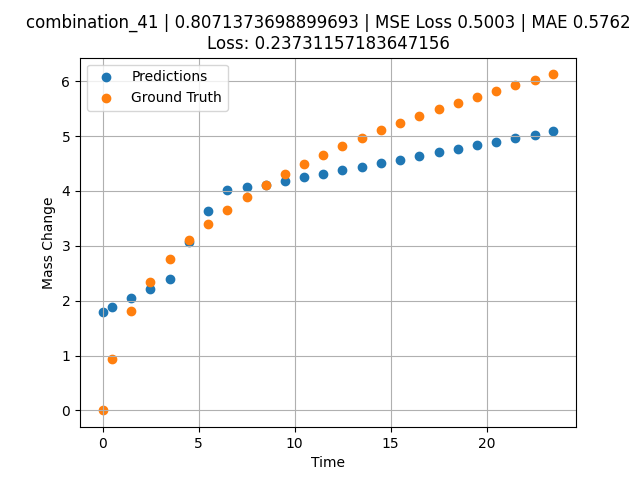 combination_41 | 0.8071373698899693 | MSE Loss 0.5003 | MAE 0.5762
Loss: 0.23731157183647156
Predictions
Ground Truth
Mass Change
6
5
4
3
2
1
0
0 5 10 15 20
Time